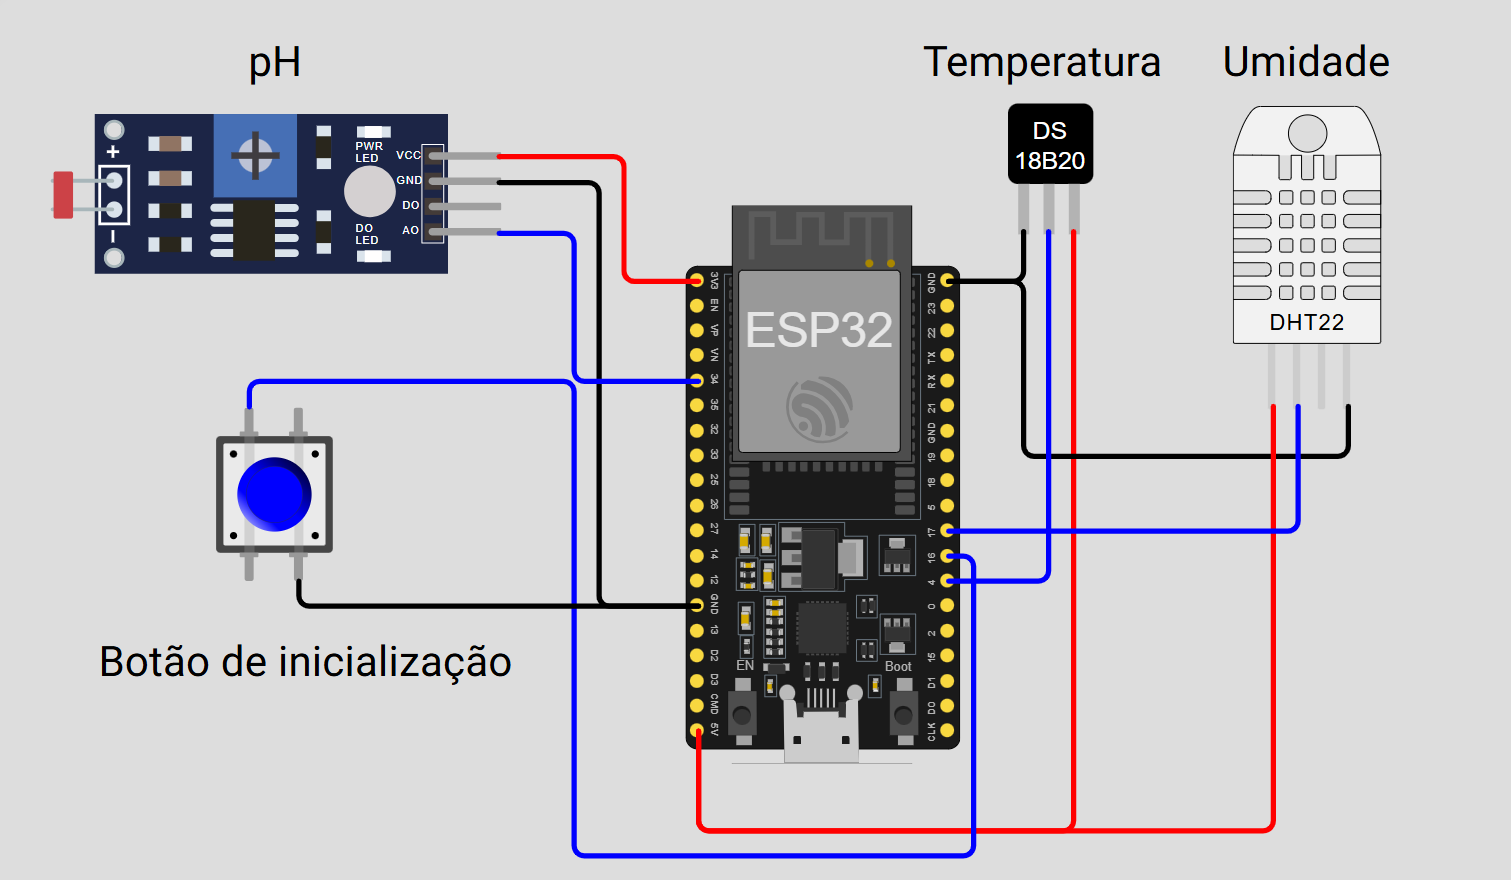 pH
Temperatura
Umidade
+
PWR
LED
VCC
GND
DO
AO
DO
LED
DS
18B20
DHT22
ESP32
3V3
EN
VP
VN
34
35
32
33
25
26
27
14
12
GND
13
D2
D3
CMD
5V
GND
23
22
TX
RX
21
GND
19
18
5
17
16
4
0
2
15
D1
D0
CLK
EN
Boot
Botão de inicialização